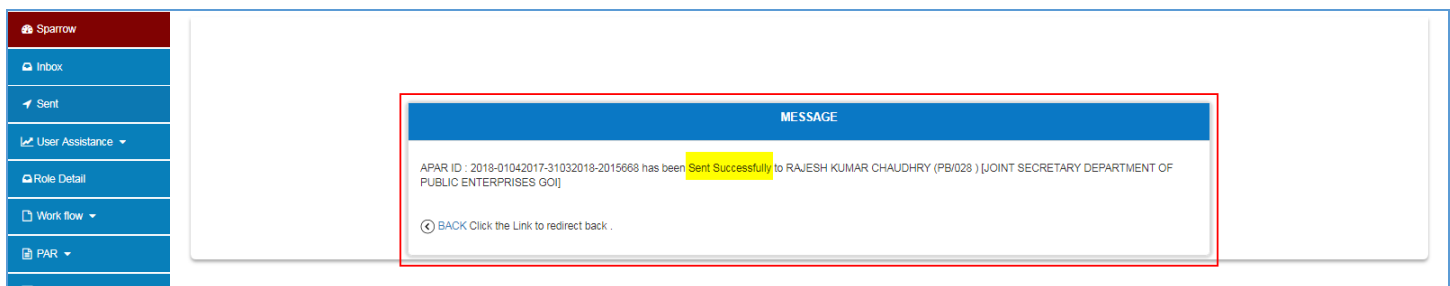 Sparrow
Inbox
Sent
User Assistance
Role Detail
Work flow
PAR
MESSAGE
APAR ID : 2018-01042017-31032018-2015668 has been Sent Successfully to RAJESH KUMAR CHAUDHRY (PB/028 ) [JOINT SECRETARY DEPARTMENT OF
PUBLIC ENTERPRISES GOI]
BACK Click the Link to redirect back .